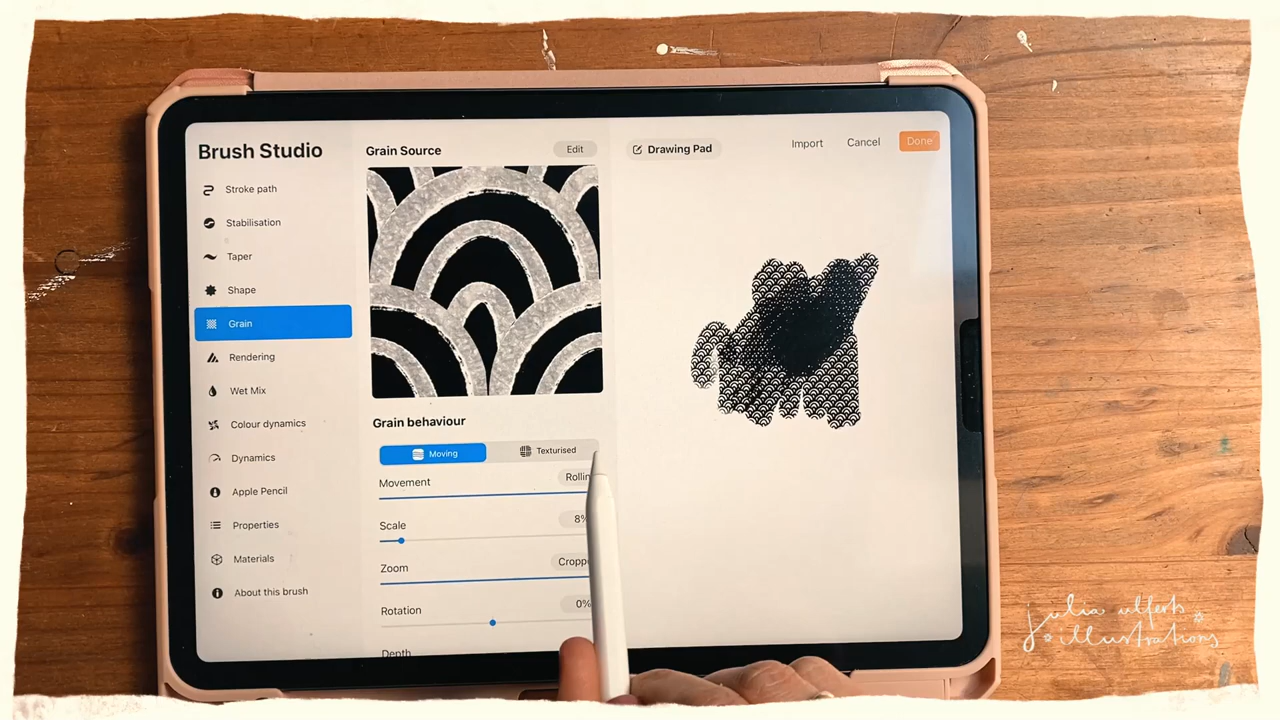 Brush Studio
Stroke path
Stabilisation
Taper
Shape
Grain
Rendering
Wet Mix
Colour dynamics
Dynamics
Apple Pencil
Properties
Materials
About this brush
Grain Source
Edit
Grain behaviour
Moving
Texturised
Movement
Scale
8%
Zoom
Rotation
0%
Depth
Drawing Pad
Import
Cancel
Done
julia ulferts
illustrations